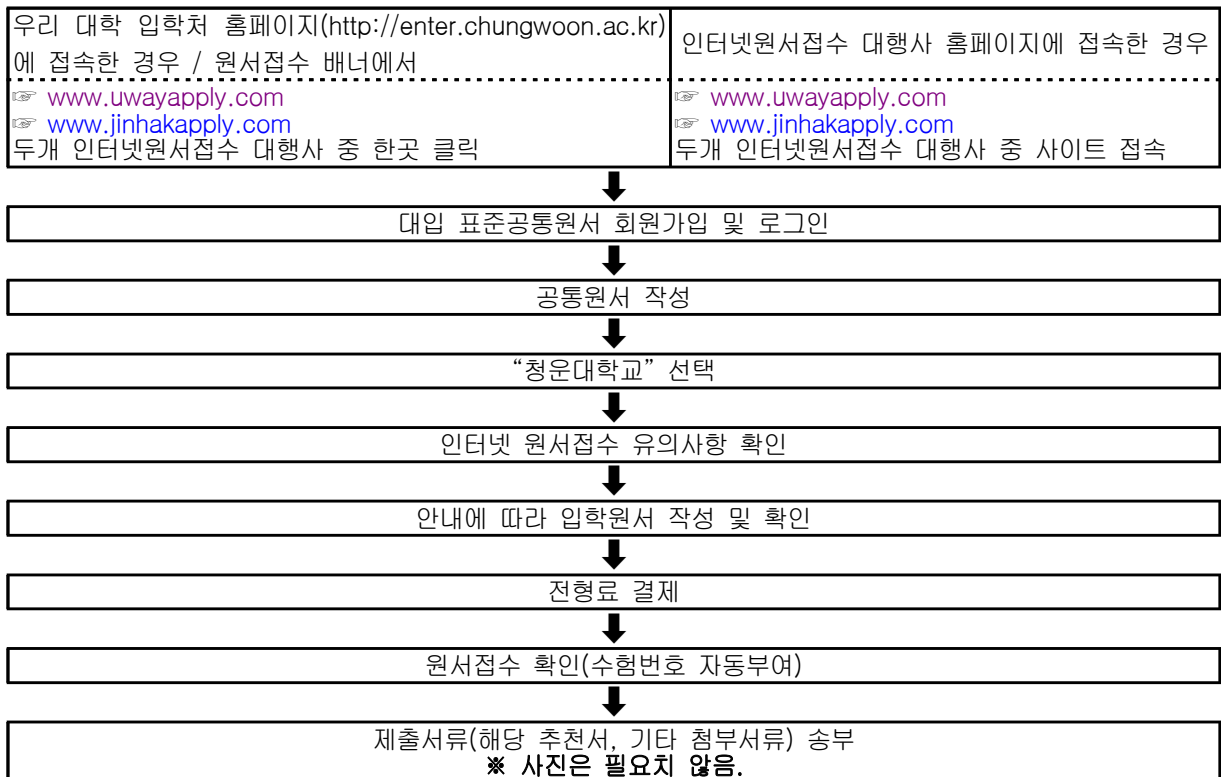 우리 대학 입학처 홈페이지(http://enter.chungwoon.ac.kr)
에 접속한 경우 / 원서접수 배너에서
☞ www.uwayapply.com
☞ www.jinhakapply.com
두개 인터넷원서접수 대행사 중 한곳 클릭
인터넷원서접수 대행사 홈페이지에 접속한 경우
☞ www.uwayapply.com
☞ www.jinhakapply.com
두개 인터넷원서접수 대행사 중 사이트 접속
대입 표준공통원서 회원가입 및 로그인
공통원서 작성
“청운대학교” 선택
인터넷 원서접수 유의사항 확인
안내에 따라 입학원서 작성 및 확인
전형료 결제
원서접수 확인(수험번호 자동부여)
제출서류(해당 추천서, 기타 첨부서류) 송부
※ 사진은 필요치 않음.